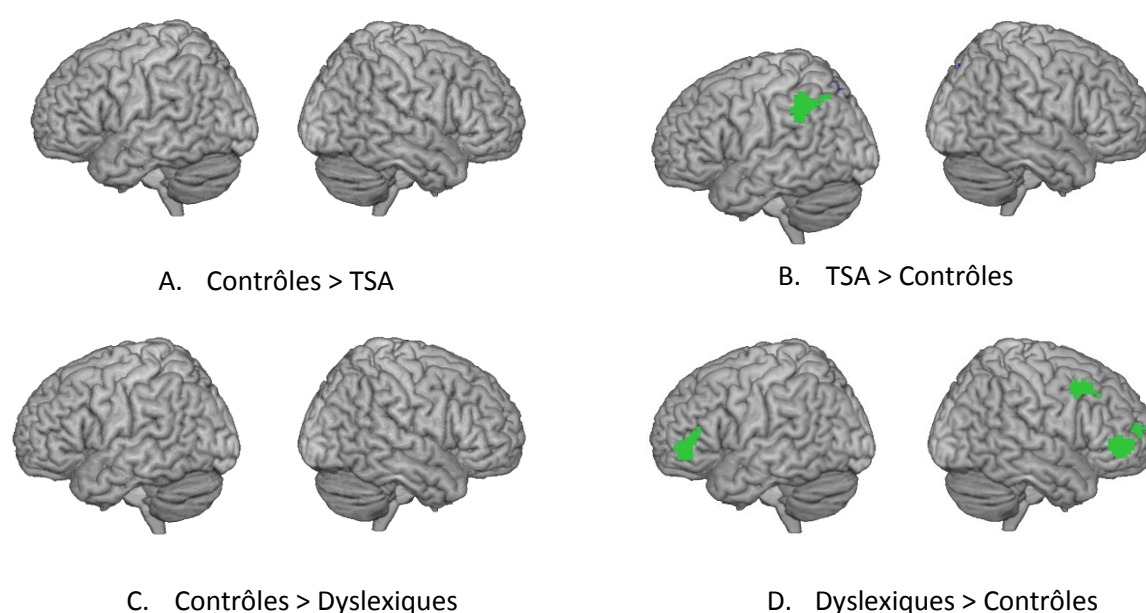 A. Contrôles > TSA
B. TSA > Contrôles
C. Contrôles > Dyslexiques
D. Dyslexiques > Contrôles